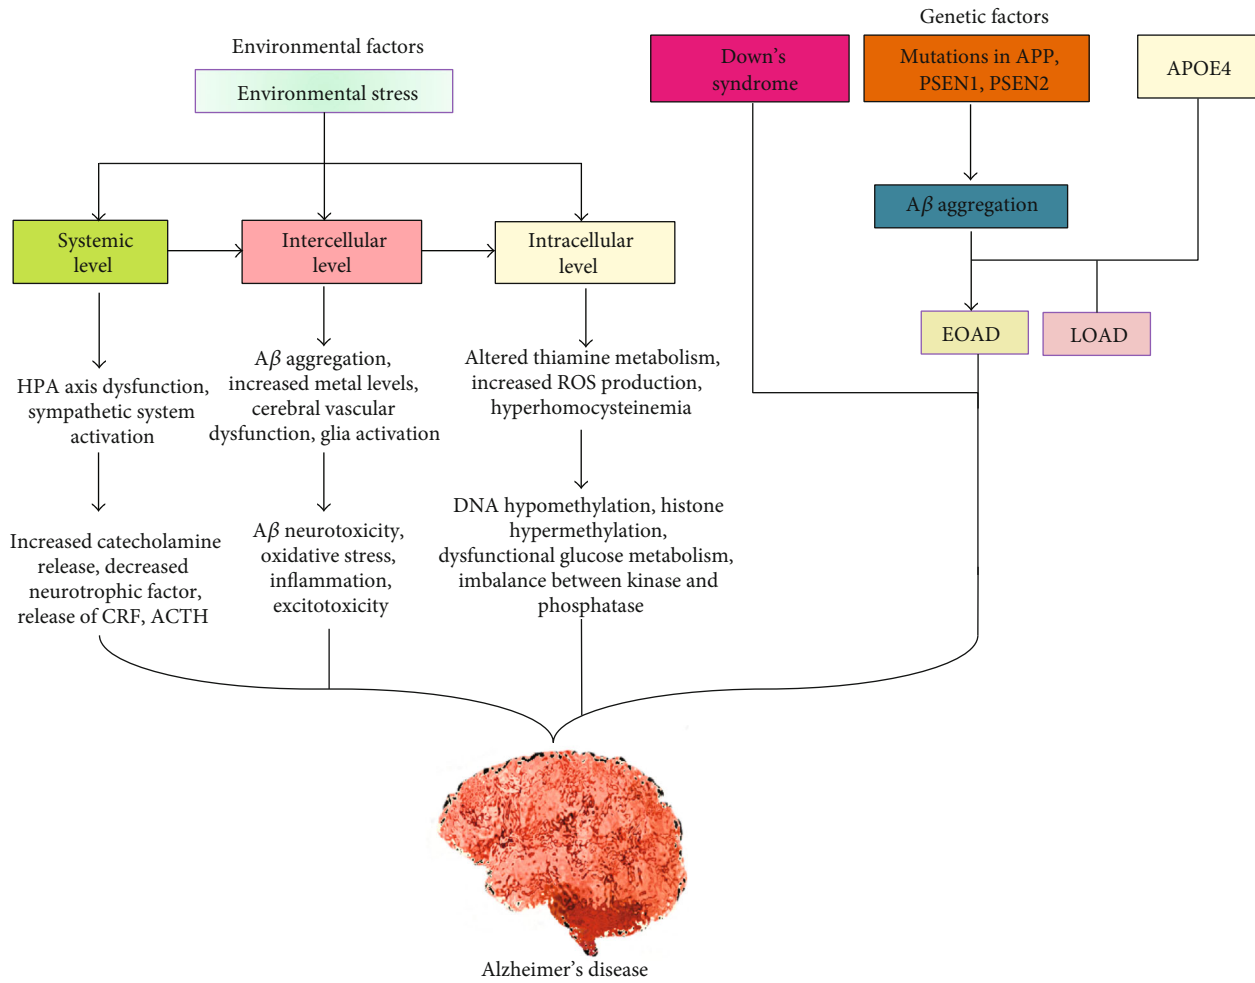 Environmental factors
Environmental stress
Systemic
level
Intercellular
level
Intracellular
level
HPA axis dysfunction,
sympathetic system
activation
Aβ aggregation,
increased metal levels,
cerebral vascular
dysfunction, glia activation
Altered thiamine metabolism,
increased ROS production,
hyperhomocysteinemia
Increased catecholamine
release, decreased
neurotrophic factor,
release of CRF, ACTH
Aβ neurotoxicity,
oxidative stress,
inflammation,
excitotoxicity
DNA hypomethylation, histone
hypermethylation,
dysfunctional glucose metabolism,
imbalance between kinase and
phosphatase
Genetic factors
Down's
syndrome
Mutations in APP,
PSEN1, PSEN2
APOE4
Aβ aggregation
EOAD
LOAD
Alzheimer's disease